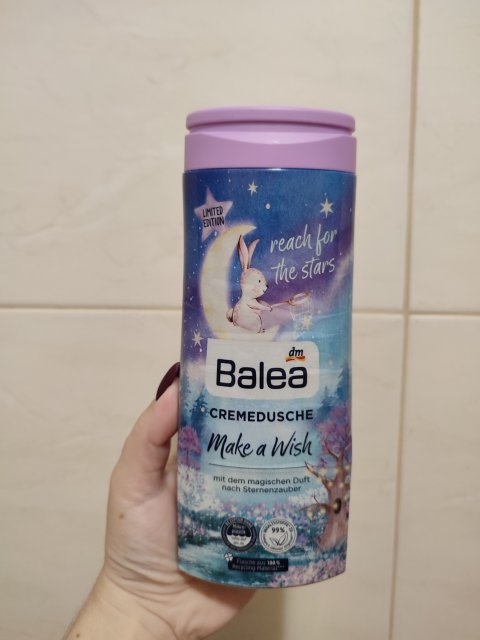 LIMITED
EDITION
reach for
the stars
dm
Balea
CREMEDUSCHE
Make a Wish
mit dem magischen Duft
nach Sternenzauber
99%
Flasche aus 100%
Recycling-Material